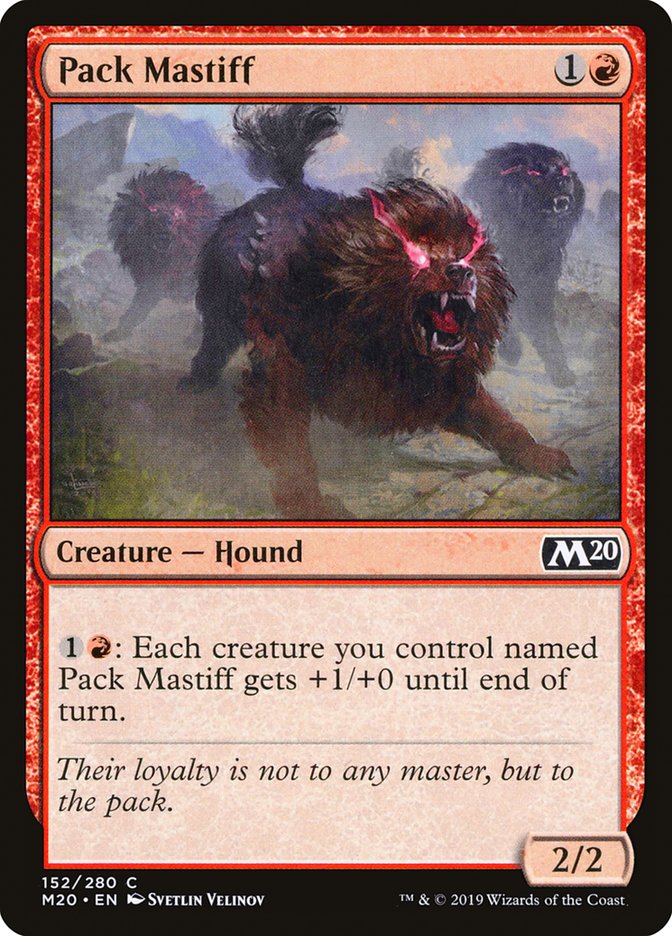 Pack Mastiff 1
Creature — Hound M20
1 : Each creature you control named
Pack Mastiff gets +1/+0 until end of
turn.
Their loyalty is not to any master, but to
the pack.
2/2
152/280 C
M20 • EN Svetlin Velinov ™ & © 2019 Wizards of the Coast